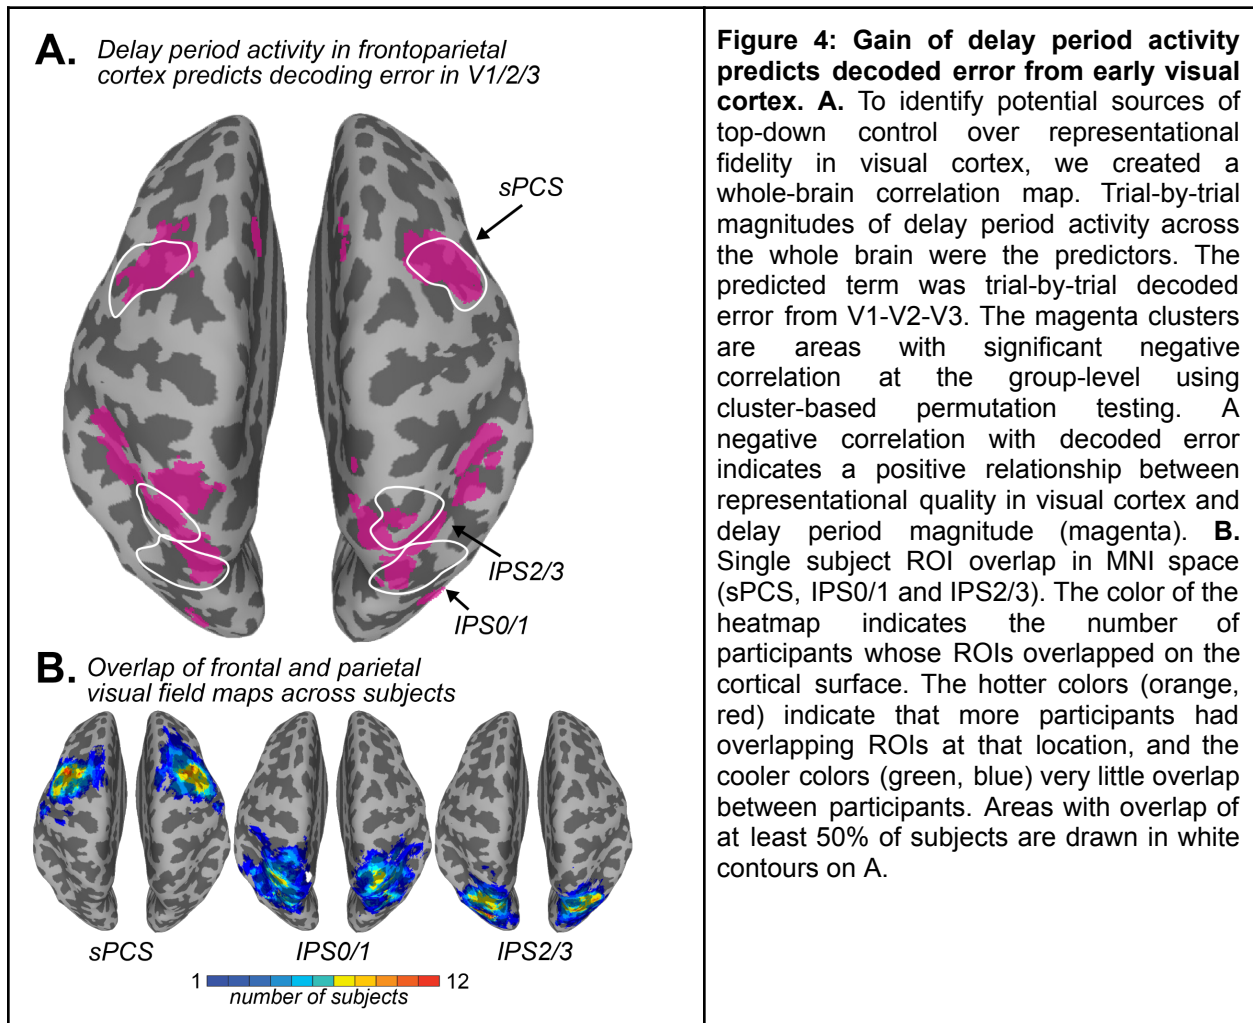 A. Delay period activity in frontoparietal
cortex predicts decoding error in V1/2/3
sPCS
IPS2/3
IPS0/1
B. Overlap of frontal and parietal
visual field maps across subjects
sPCS
IPS0/1
IPS2/3
1
12
number of subjects
Figure 4: Gain of delay period activity
predicts decoded error from early visual
cortex. A. To identify potential sources of
top-down control over representational
fidelity in visual cortex, we created a
whole-brain correlation map. Trial-by-trial
magnitudes of delay period activity across
the whole brain were the predictors. The
predicted term was trial-by-trial decoded
error from V1-V2-V3. The magenta clusters
are areas with significant negative
correlation at the group-level using
cluster-based permutation testing. A
negative correlation with decoded error
indicates a positive relationship between
representational quality in visual cortex and
delay period magnitude (magenta). B.
Single subject ROI overlap in MNI space
(sPCS, IPS0/1 and IPS2/3). The color of the
heatmap indicates the number of
participants whose ROIs overlapped on the
cortical surface. The hotter colors (orange,
red) indicate that more participants had
overlapping ROIs at that location, and the
cooler colors (green, blue) very little overlap
between participants. Areas with overlap of
at least 50% of subjects are drawn in white
contours on A.